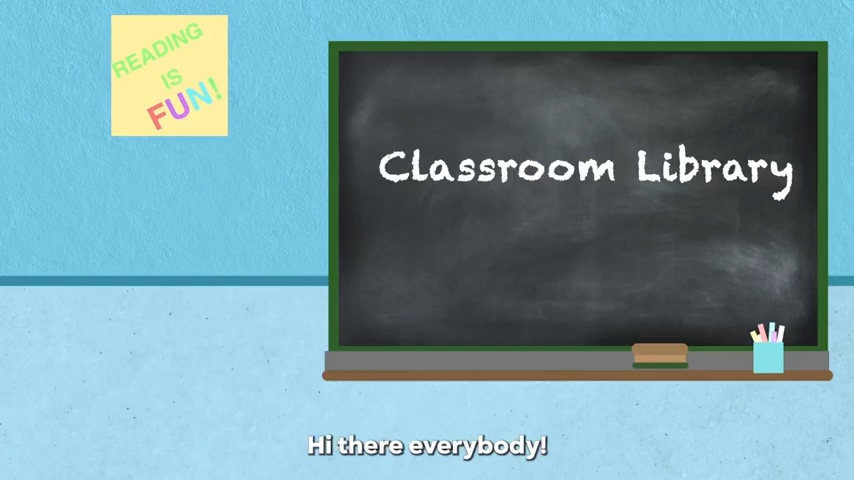 READING
IS
FUN!
Classroom Library
Hi there everybody!